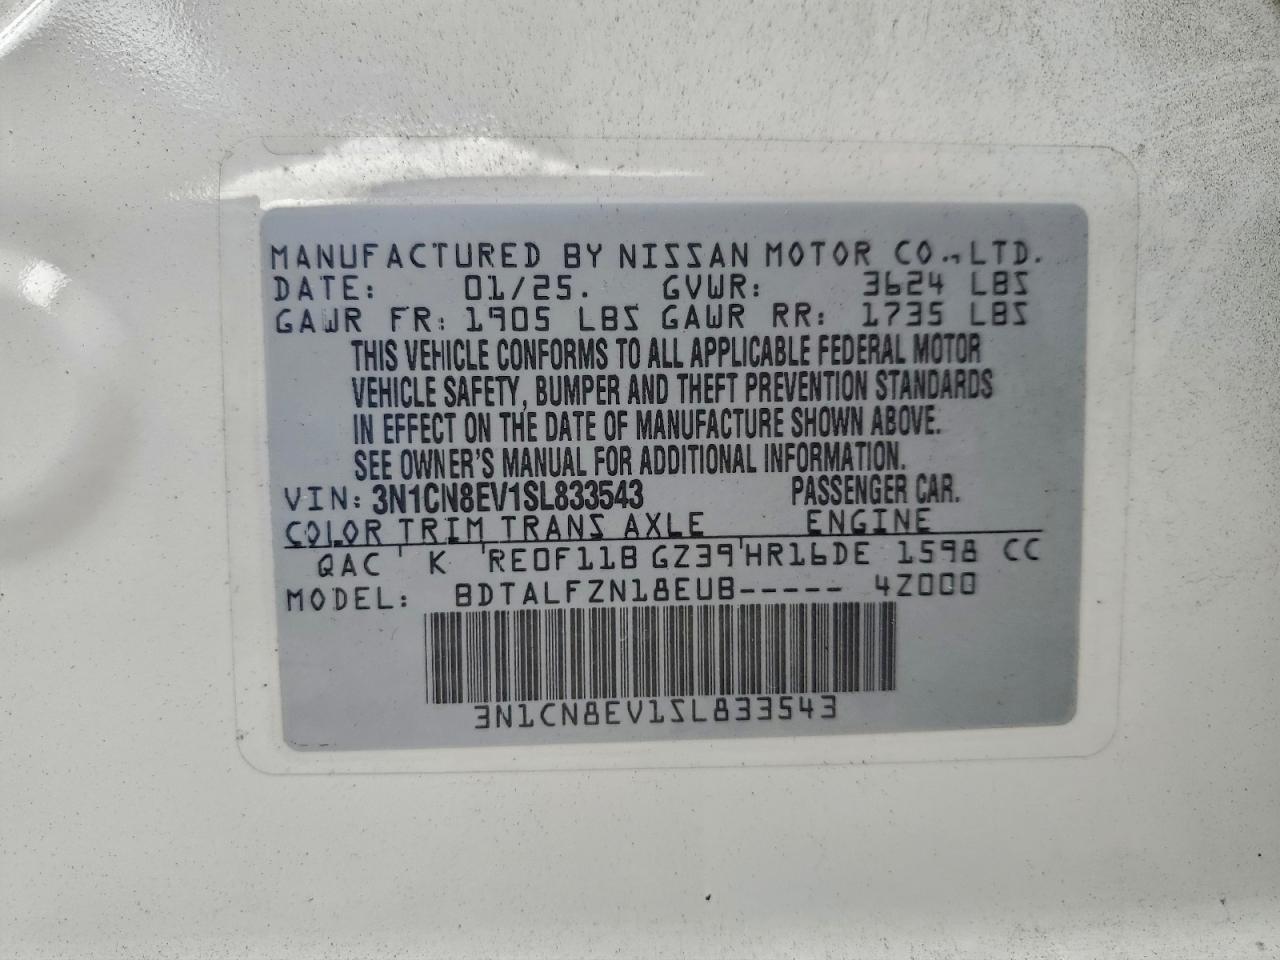 MANUFACTURED BY NISSAN MOTOR CO.,LTD.
DATE: 01/25. GVWR: 3624 LBS
GAWR FR: 1905 LBS GAWR RR: 1735 LBS
THIS VEHICLE CONFORMS TO ALL APPLICABLE FEDERAL MOTOR
VEHICLE SAFETY, BUMPER AND THEFT PREVENTION STANDARDS
IN EFFECT ON THE DATE OF MANUFACTURE SHOWN ABOVE.
SEE OWNER'S MANUAL FOR ADDITIONAL INFORMATION.
VIN: 3N1CN8EV1SL833543 PASSENGER CAR.
COLOR TRIM TRANS AXLE ENGINE
QAC K RE0F11B GZ39 HR16DE 1598 CC
MODEL: BDTALFZN18EUB----- 4Z000
3N1CN8EV1SL833543